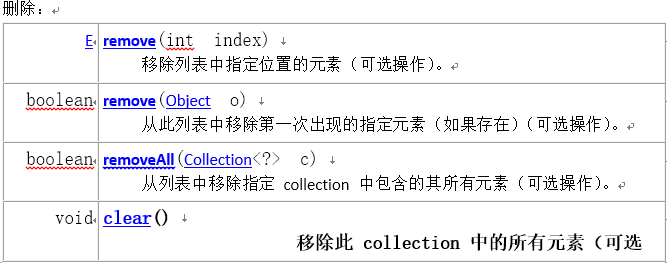 删除：
E remove(int index)
移除列表中指定位置的元素（可选操作）。
boolean remove(Object o)
从此列表中移除第一次出现的指定元素（如果存在）（可选操作）。
boolean removeAll(Collection<?> c)
从列表中移除指定 collection 中包含的其所有元素（可选操作）。
void clear()
移除此 collection 中的所有元素（可选